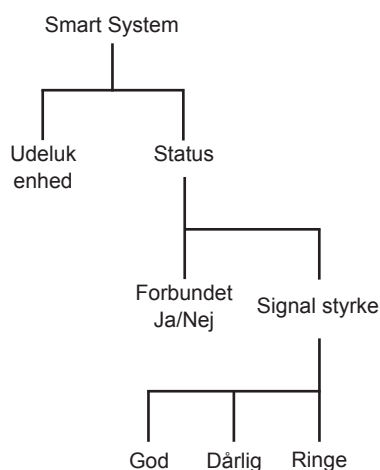 Smart System
Udeluk
enhed
Status
Forbundet
Ja/Nej
Signal styrke
God
Dårlig
Ringe